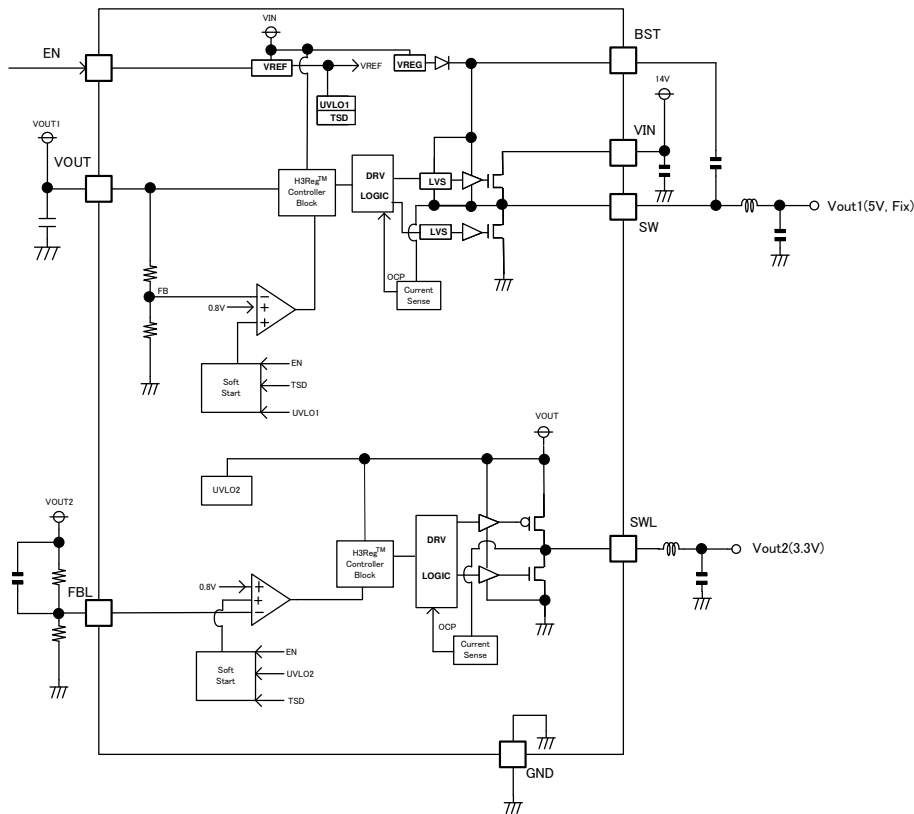 EN
VIN
VREF
VREF
VREG
UVLO1
TSD
BST
14V
VIN
VOUT1
VOUT
H3Reg™
Controller
Block
DRV
LOGIC
LVS
LVS
SW
Vout1(5V, Fix)
OCP
Current
Sense
FB
0.8V
Soft
Start
EN
TSD
UVLO1
VOUT
UVLO2
VOUT2
H3Reg™
Controller
Block
DRV
LOGIC
SWL
Vout2(3.3V)
0.8V
FBL
OCP
Current
Sense
Soft
Start
EN
UVLO2
TSD
GND